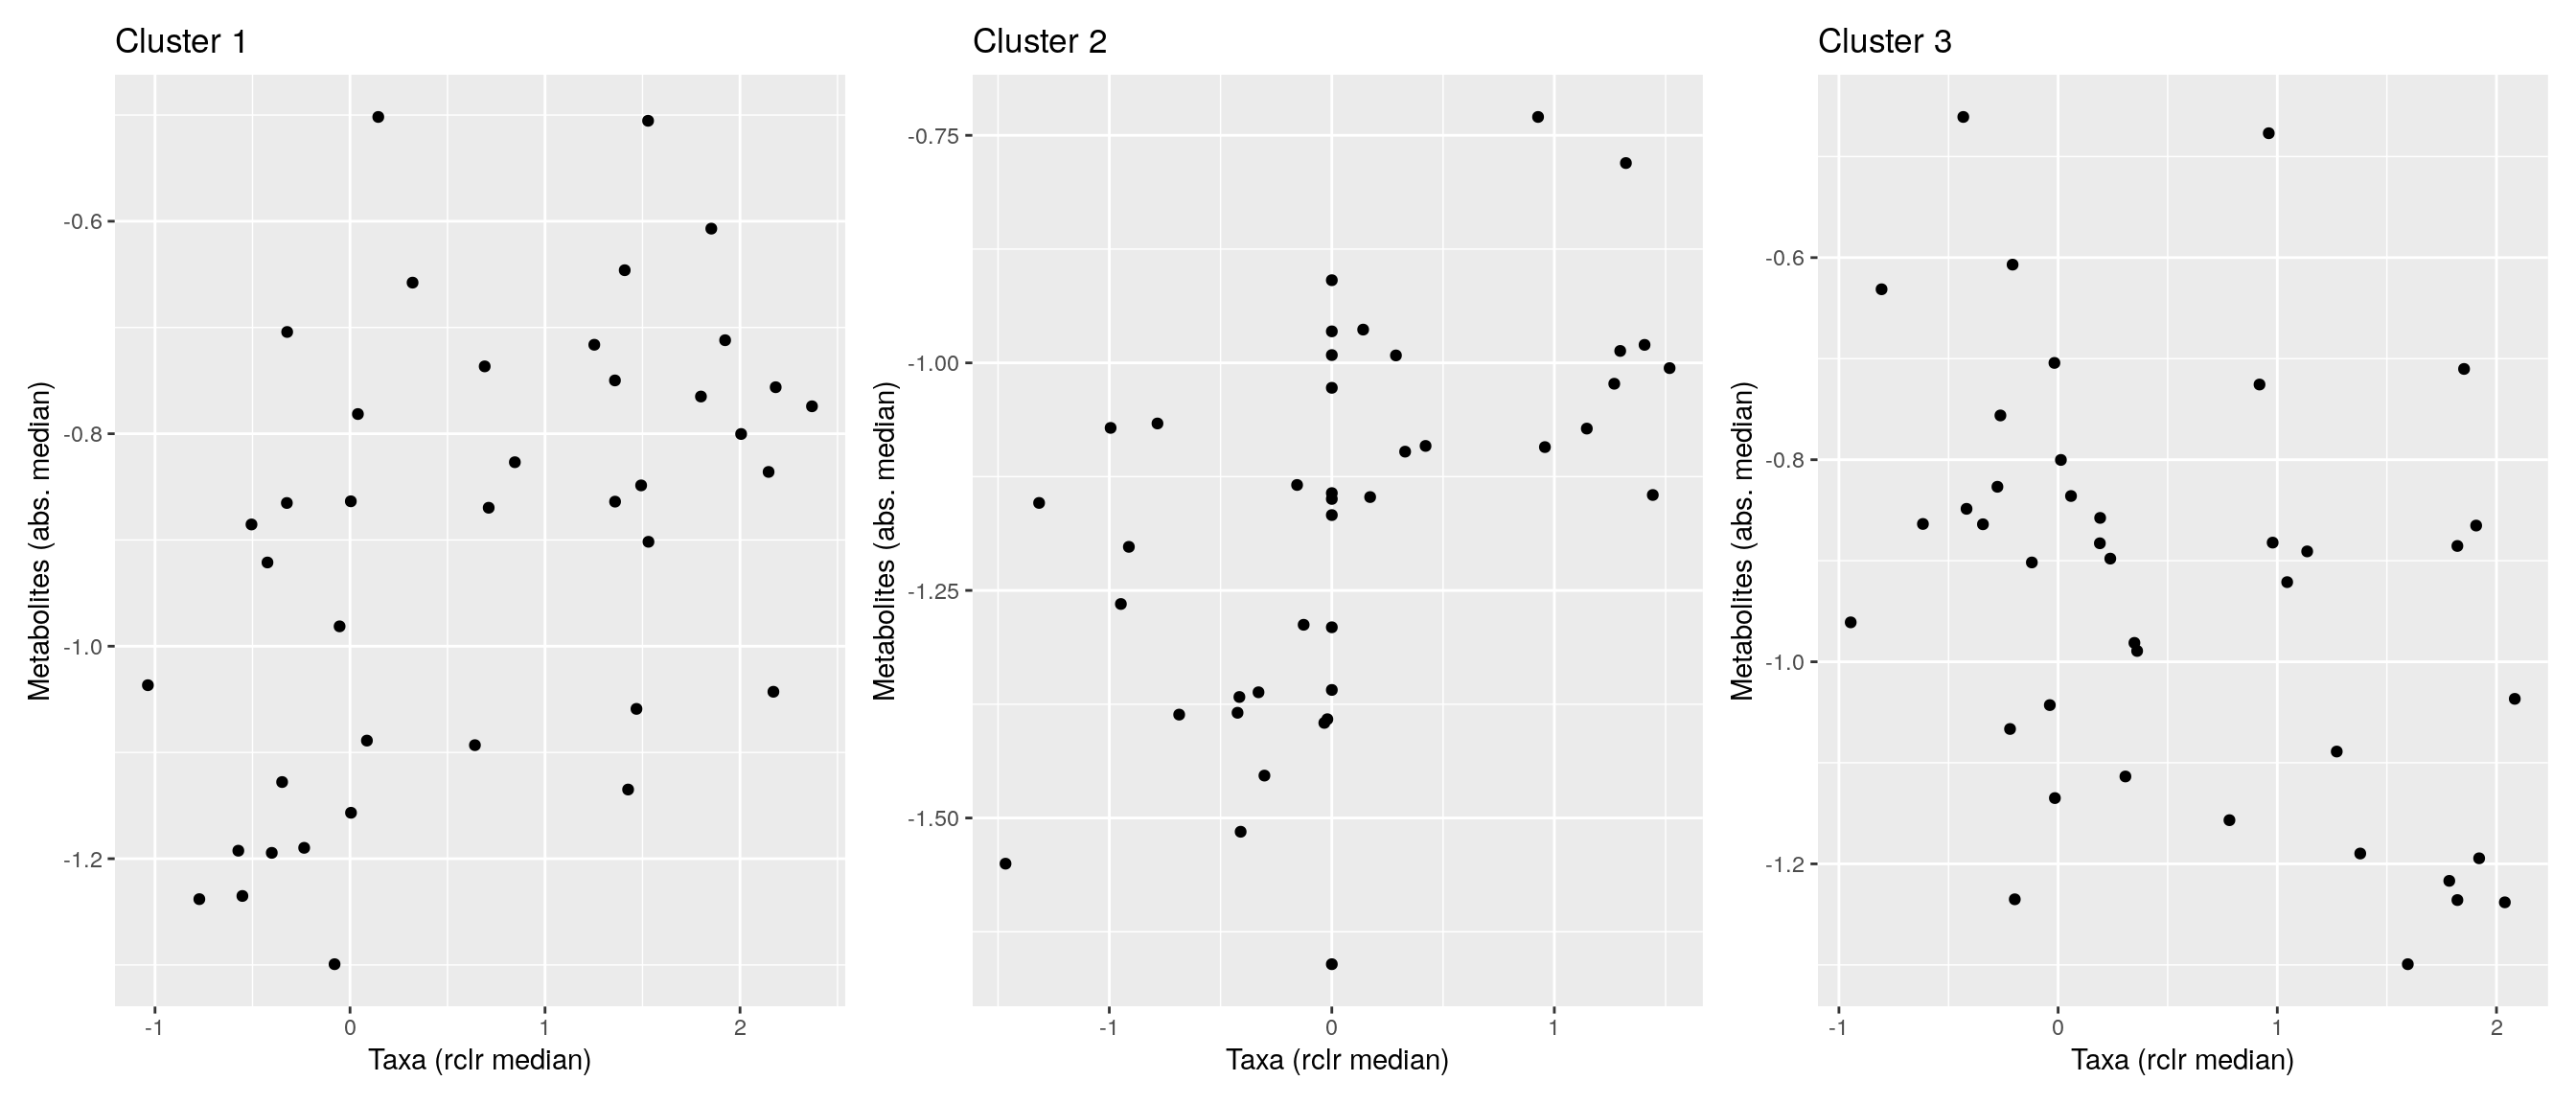 Cluster 1
Cluster 2
Cluster 3
Metabolites (abs. median)
-0.6
-0.8
-1.0
-1.2
-1
0
1
2
Taxa (rclr median)
Metabolites (abs. median)
-0.75
-1.00
-1.25
-1.50
-1
0
1
Taxa (rclr median)
Metabolites (abs. median)
-0.6
-0.8
-1.0
-1.2
-1
0
1
2
Taxa (rclr median)